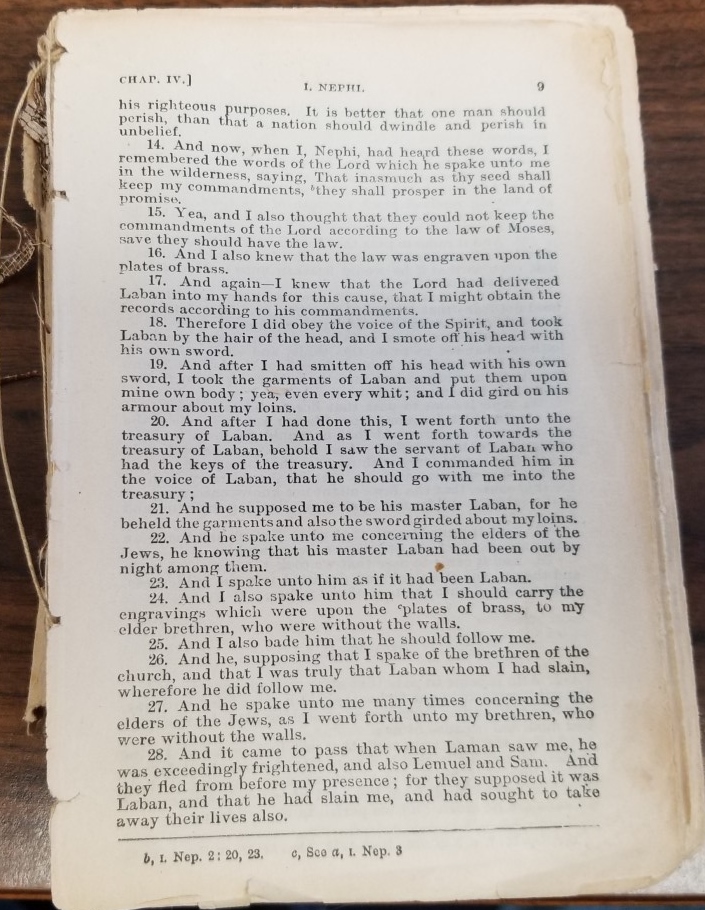 CHAP. IV.] I. NEPHI. 9
his righteous purposes. It is better that one man should
perish, than that a nation should dwindle and perish in
unbelief.
14. And now, when I, Nephi, had heard these words, I
remembered the words of the Lord which he spake unto me
in the wilderness, saying, That inasmuch as thy seed shall
keep my commandments, ᵇthey shall prosper in the land of
promise.
15. Yea, and I also thought that they could not keep the
commandments of the Lord according to the law of Moses,
save they should have the law.
16. And I also knew that the law was engraven upon the
plates of brass.
17. And again—I knew that the Lord had delivered
Laban into my hands for this cause, that I might obtain the
records according to his commandments.
18. Therefore I did obey the voice of the Spirit, and took
Laban by the hair of the head, and I smote off his head with
his own sword.
19. And after I had smitten off his head with his own
sword, I took the garments of Laban and put them upon
mine own body; yea, even every whit; and I did gird on his
armour about my loins.
20. And after I had done this, I went forth unto the
treasury of Laban. And as I went forth towards the
treasury of Laban, behold I saw the servant of Laban who
had the keys of the treasury. And I commanded him in
the voice of Laban, that he should go with me into the
treasury;
21. And he supposed me to be his master Laban, for he
beheld the garments and also the sword girded about my loins.
22. And he spake unto me concerning the elders of the
Jews, he knowing that his master Laban had been out by
night among them.
23. And I spake unto him as if it had been Laban.
24. And I also spake unto him that I should carry the
engravings which were upon the ᶜplates of brass, to my
elder brethren, who were without the walls.
25. And I also bade him that he should follow me.
26. And he, supposing that I spake of the brethren of the
church, and that I was truly that Laban whom I had slain,
wherefore he did follow me.
27. And he spake unto me many times concerning the
elders of the Jews, as I went forth unto my brethren, who
were without the walls.
28. And it came to pass that when Laman saw me, he
was exceedingly frightened, and also Lemuel and Sam. And
they fled from before my presence; for they supposed it was
Laban, and that he had slain me, and had sought to take
away their lives also.
b, I. Nep. 2: 20, 23. c, See a, I. Nep. 3